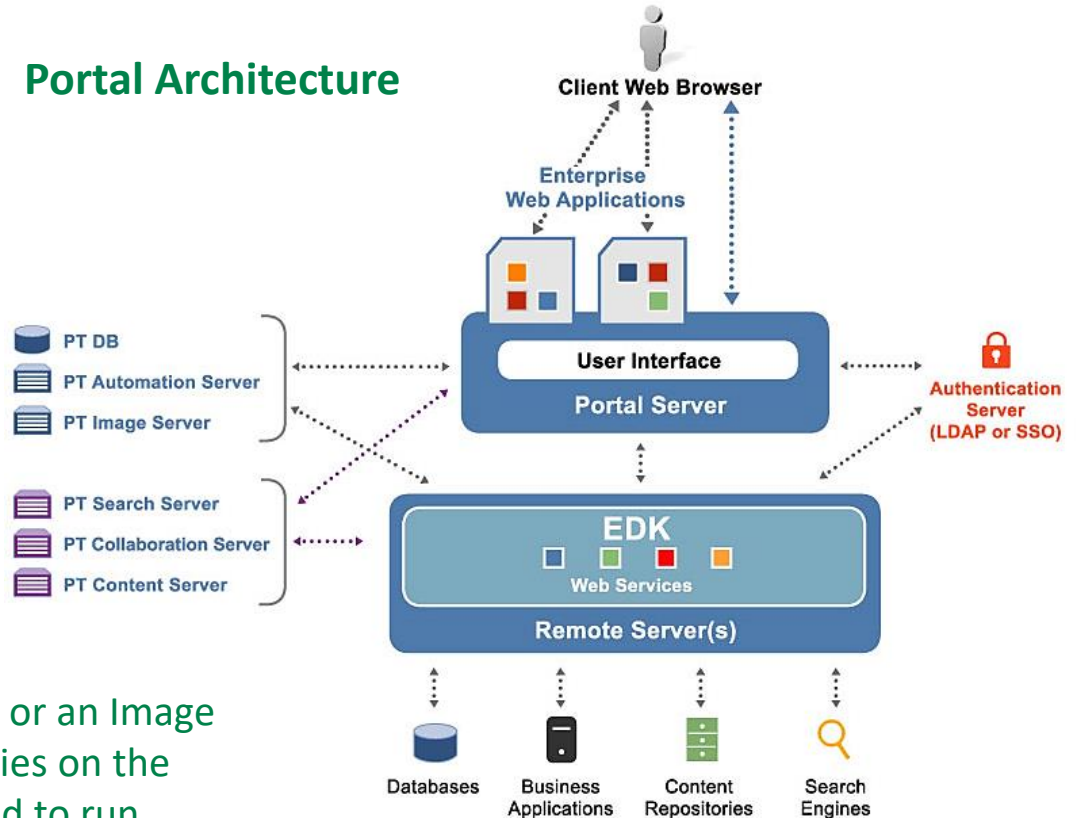 Portal Architecture
Client Web Browser
Enterprise
Web Applications
PT DB
PT Automation Server
PT Image Server
User Interface
Portal Server
Authentication
Server
(LDAP or SSO)
PT Search Server
PT Collaboration Server
PT Content Server
EDK
Web Services
Remote Server(s)
or an Image
ies on the
d to run
Databases
Business
Applications
Content
Repositories
Search
Engines